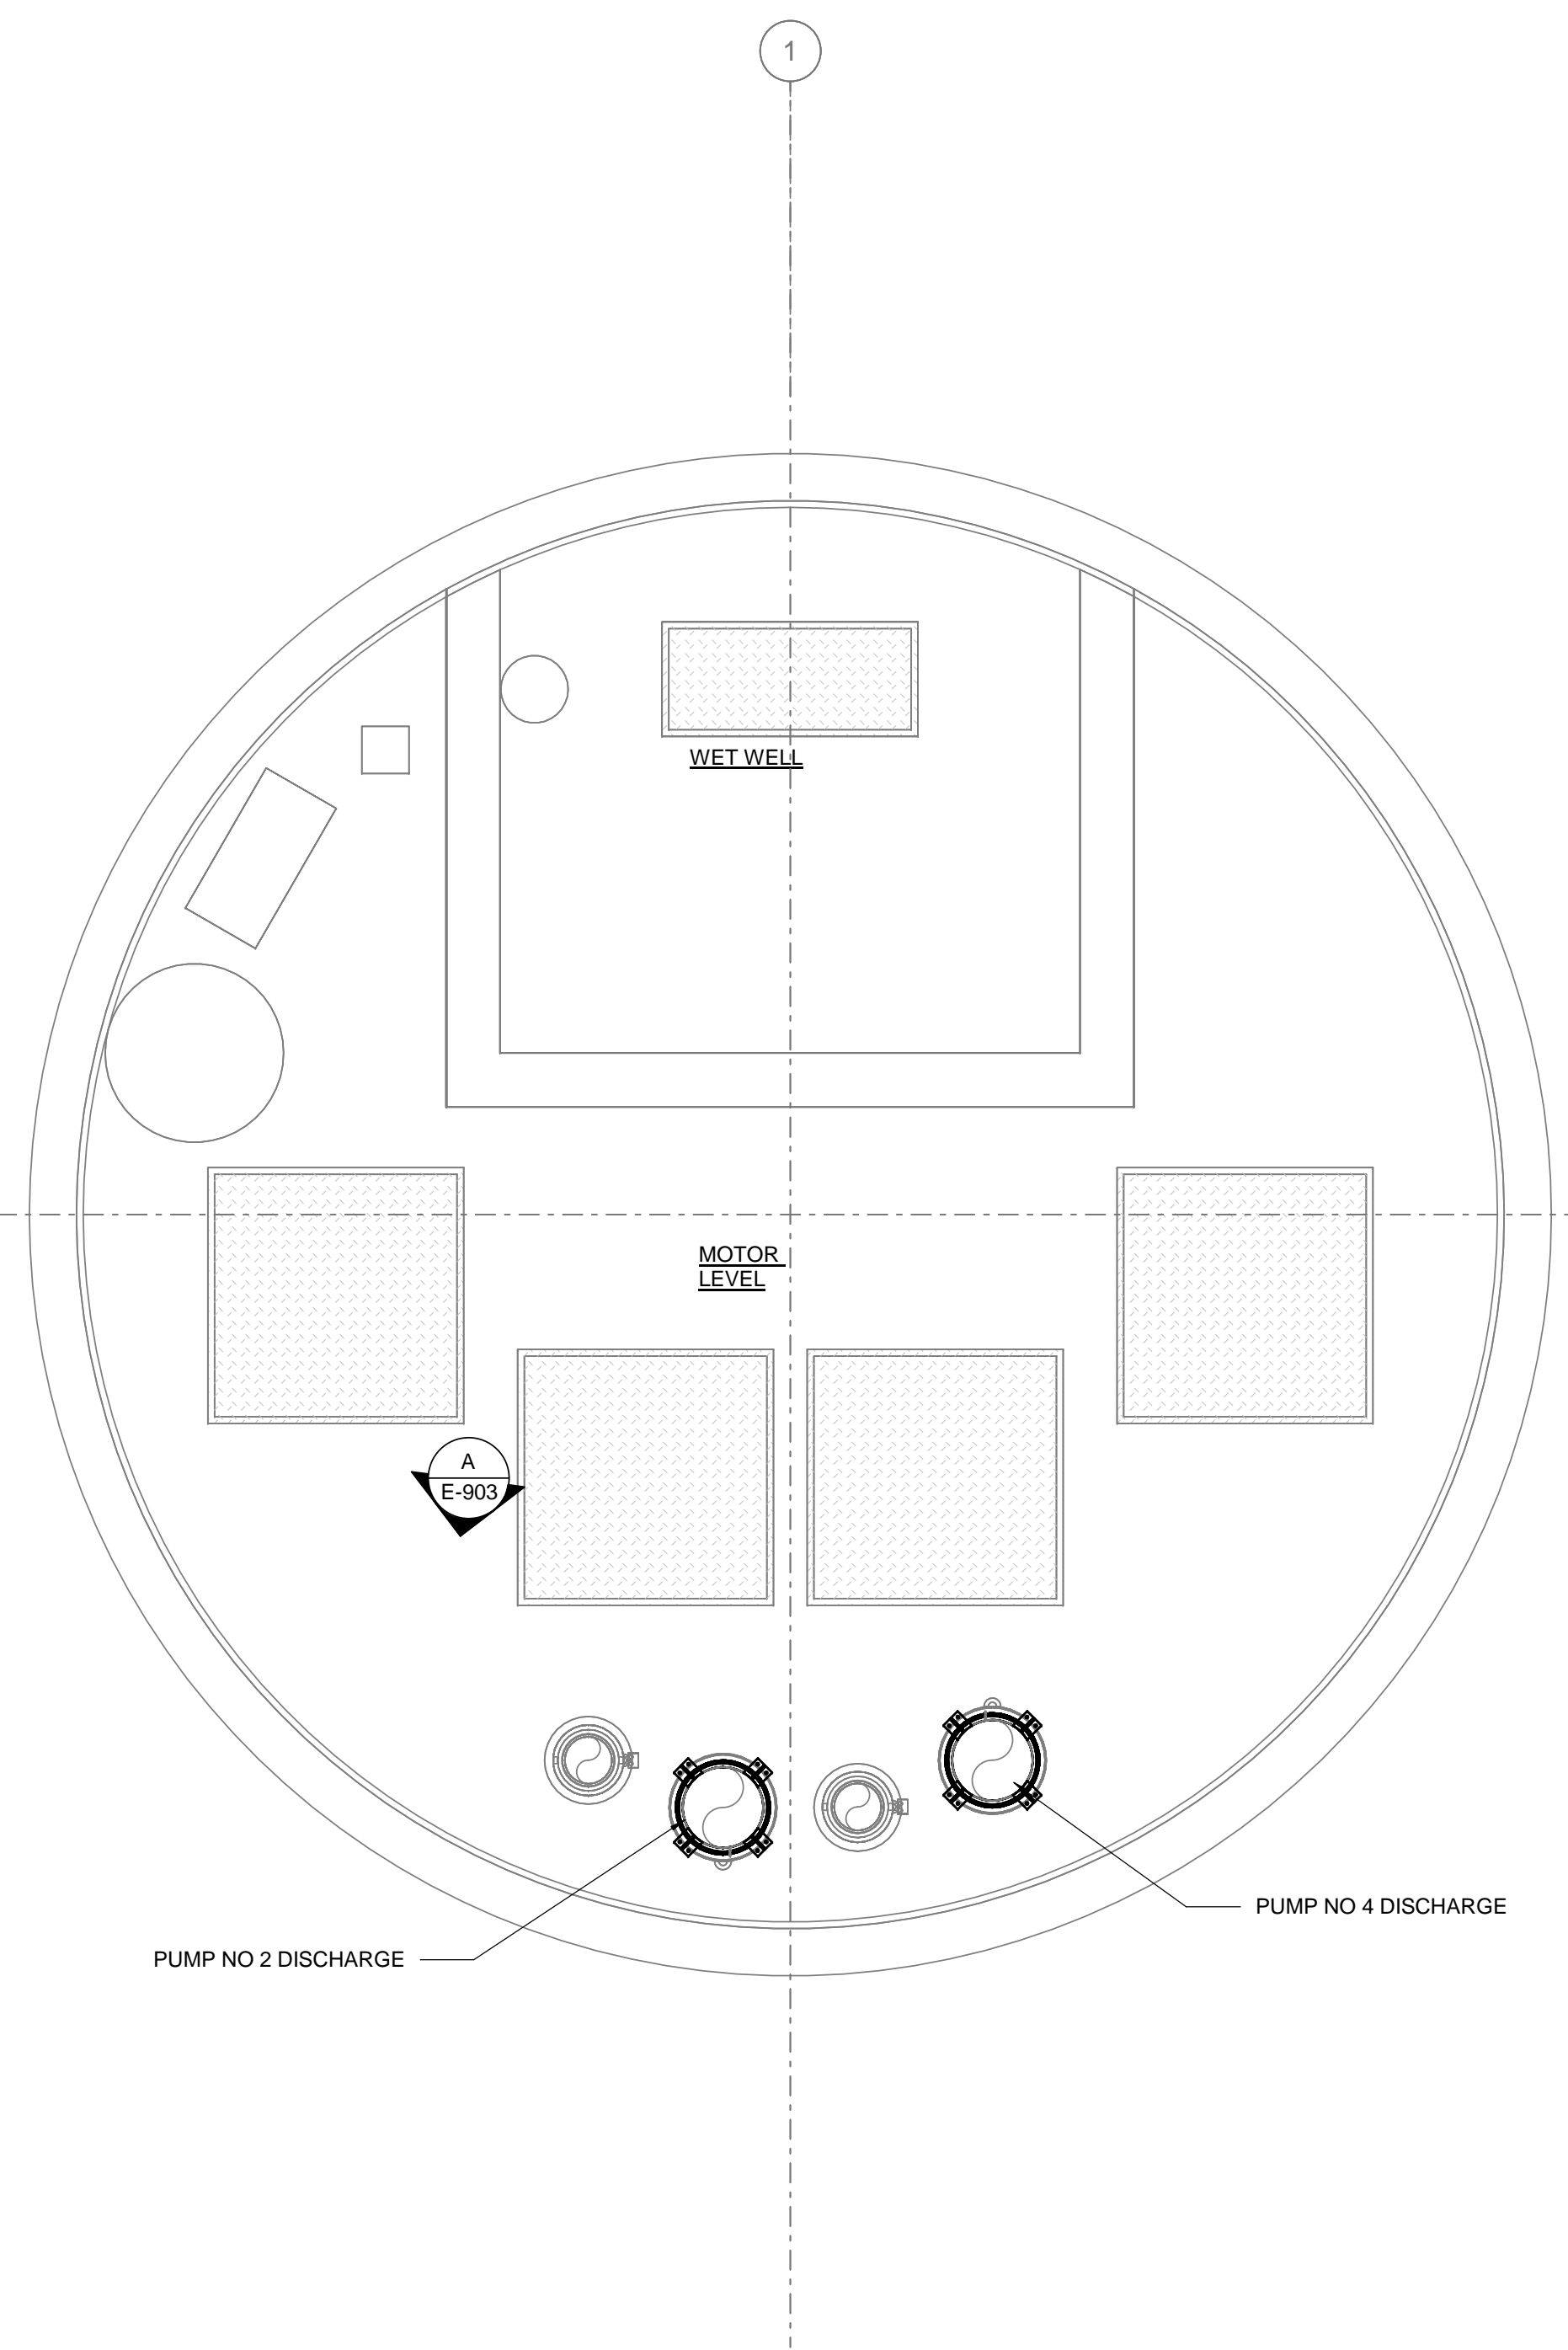 1
WET WELL
MOTOR
LEVEL
A
E-903
PUMP NO 4 DISCHARGE
PUMP NO 2 DISCHARGE